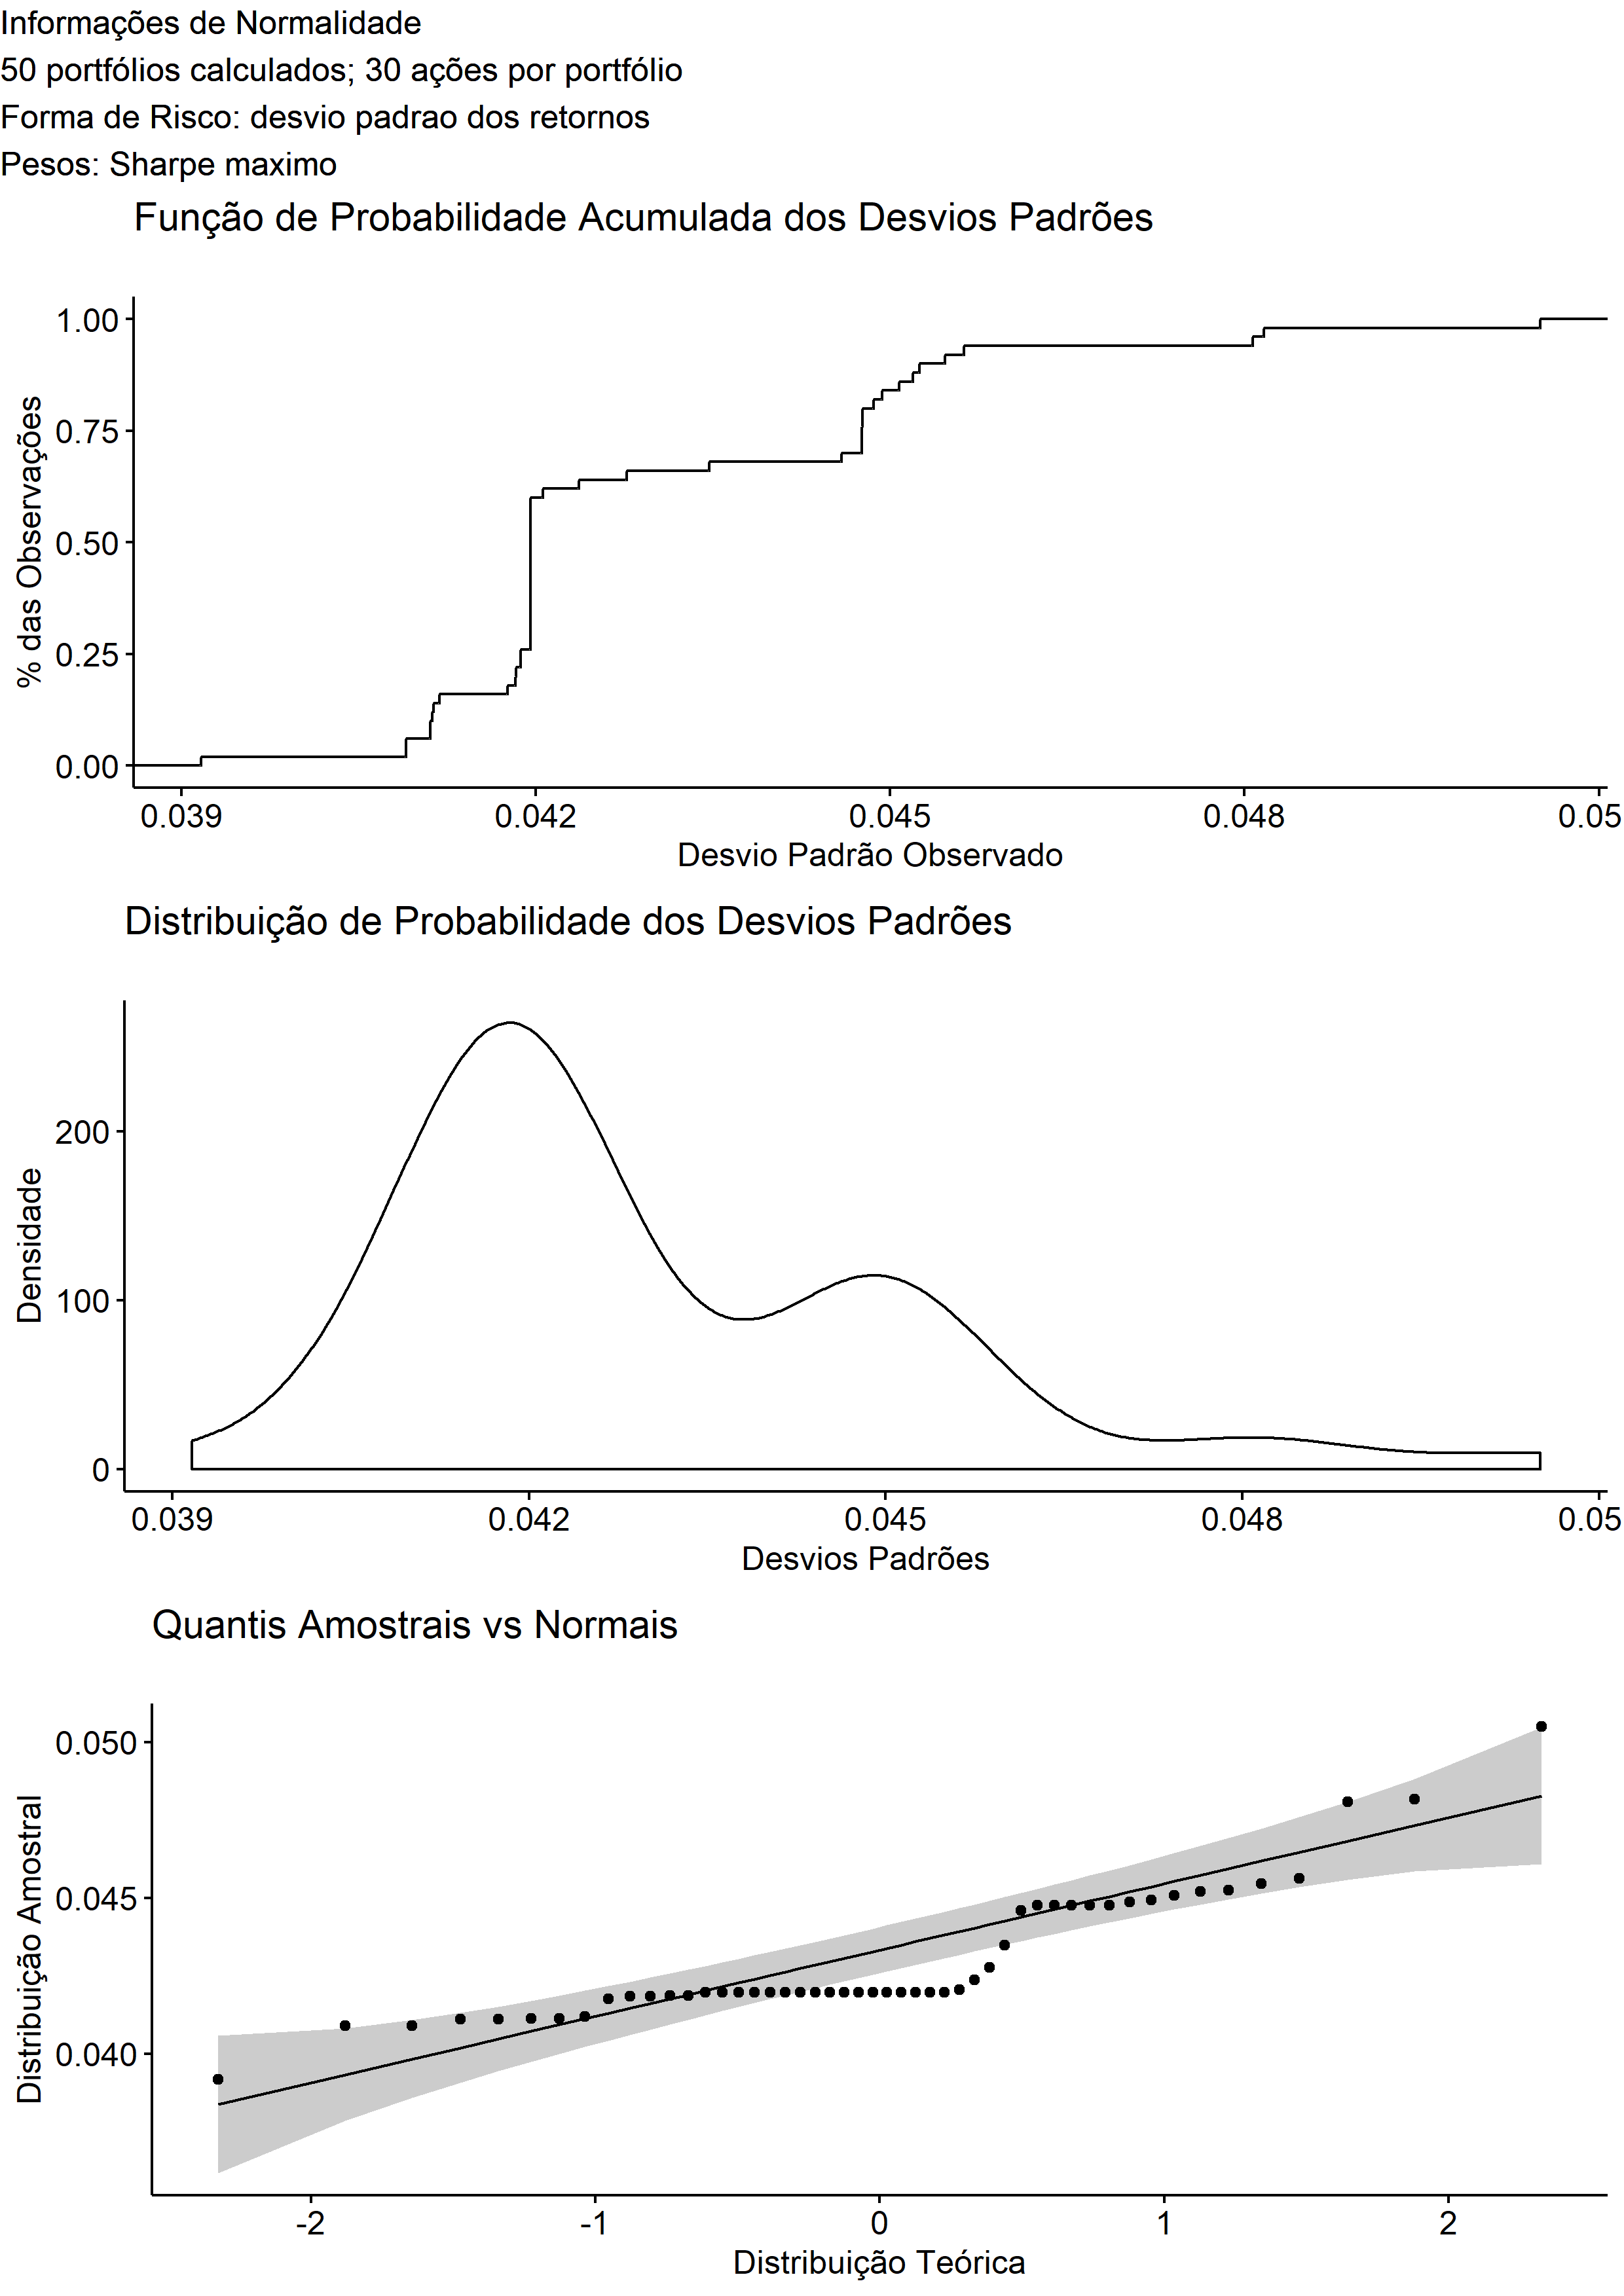 Informações de Normalidade
50 portfólios calculados; 30 ações por portfólio
Forma de Risco: desvio padrao dos retornos
Pesos: Sharpe maximo
Função de Probabilidade Acumulada dos Desvios Padrões
% das Observações
1.00
0.75
0.50
0.25
0.00
0.039 0.042 0.045 0.048 0.05
Desvio Padrão Observado
Distribuição de Probabilidade dos Desvios Padrões
Densidade
200
100
0
0.039 0.042 0.045 0.048 0.05
Desvios Padrões
Quantis Amostrais vs Normais
Distribuição Amostral
0.050
0.045
0.040
-2 -1 0 1 2
Distribuição Teórica